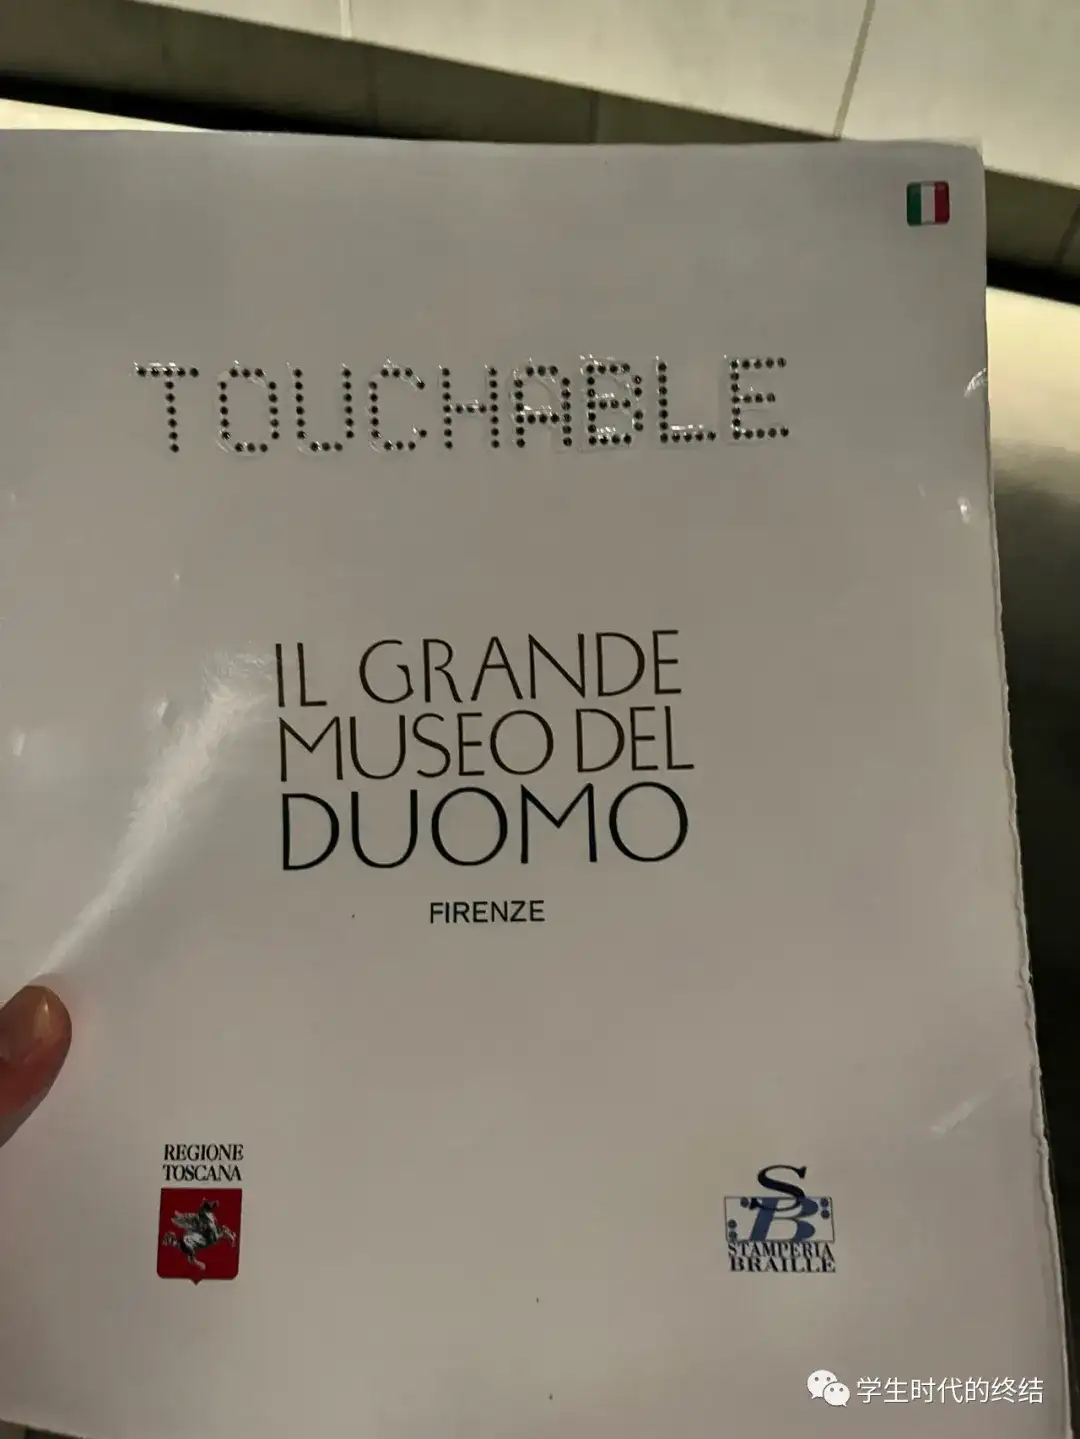 TOUCHABLE
IL GRANDE
MUSEO DEL
DUOMO
FIRENZE
REGIONE
TOSCANA
SB
STAMPERIA
BRAILLE
学生时代的终结